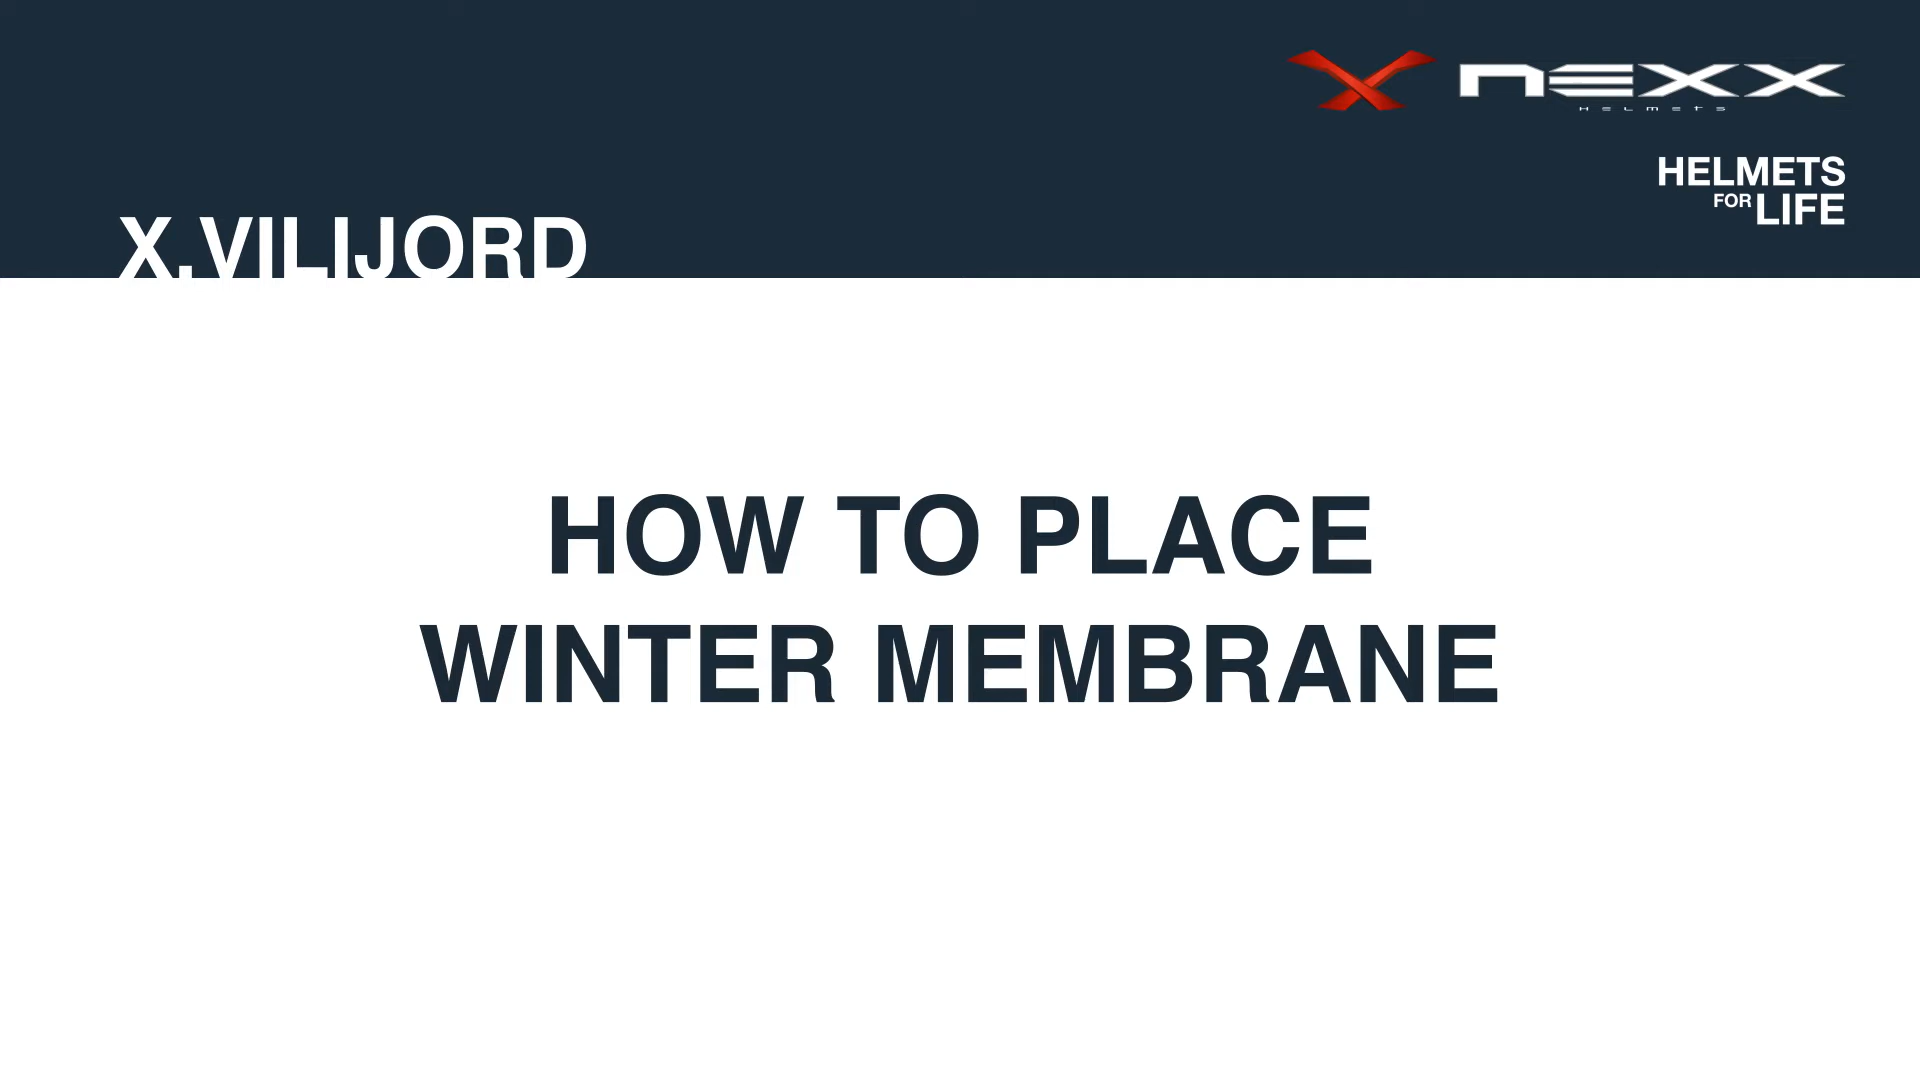 nexx
HELMETS
HELMETS
FOR LIFE
X.VILIJORD
HOW TO PLACE
WINTER MEMBRANE